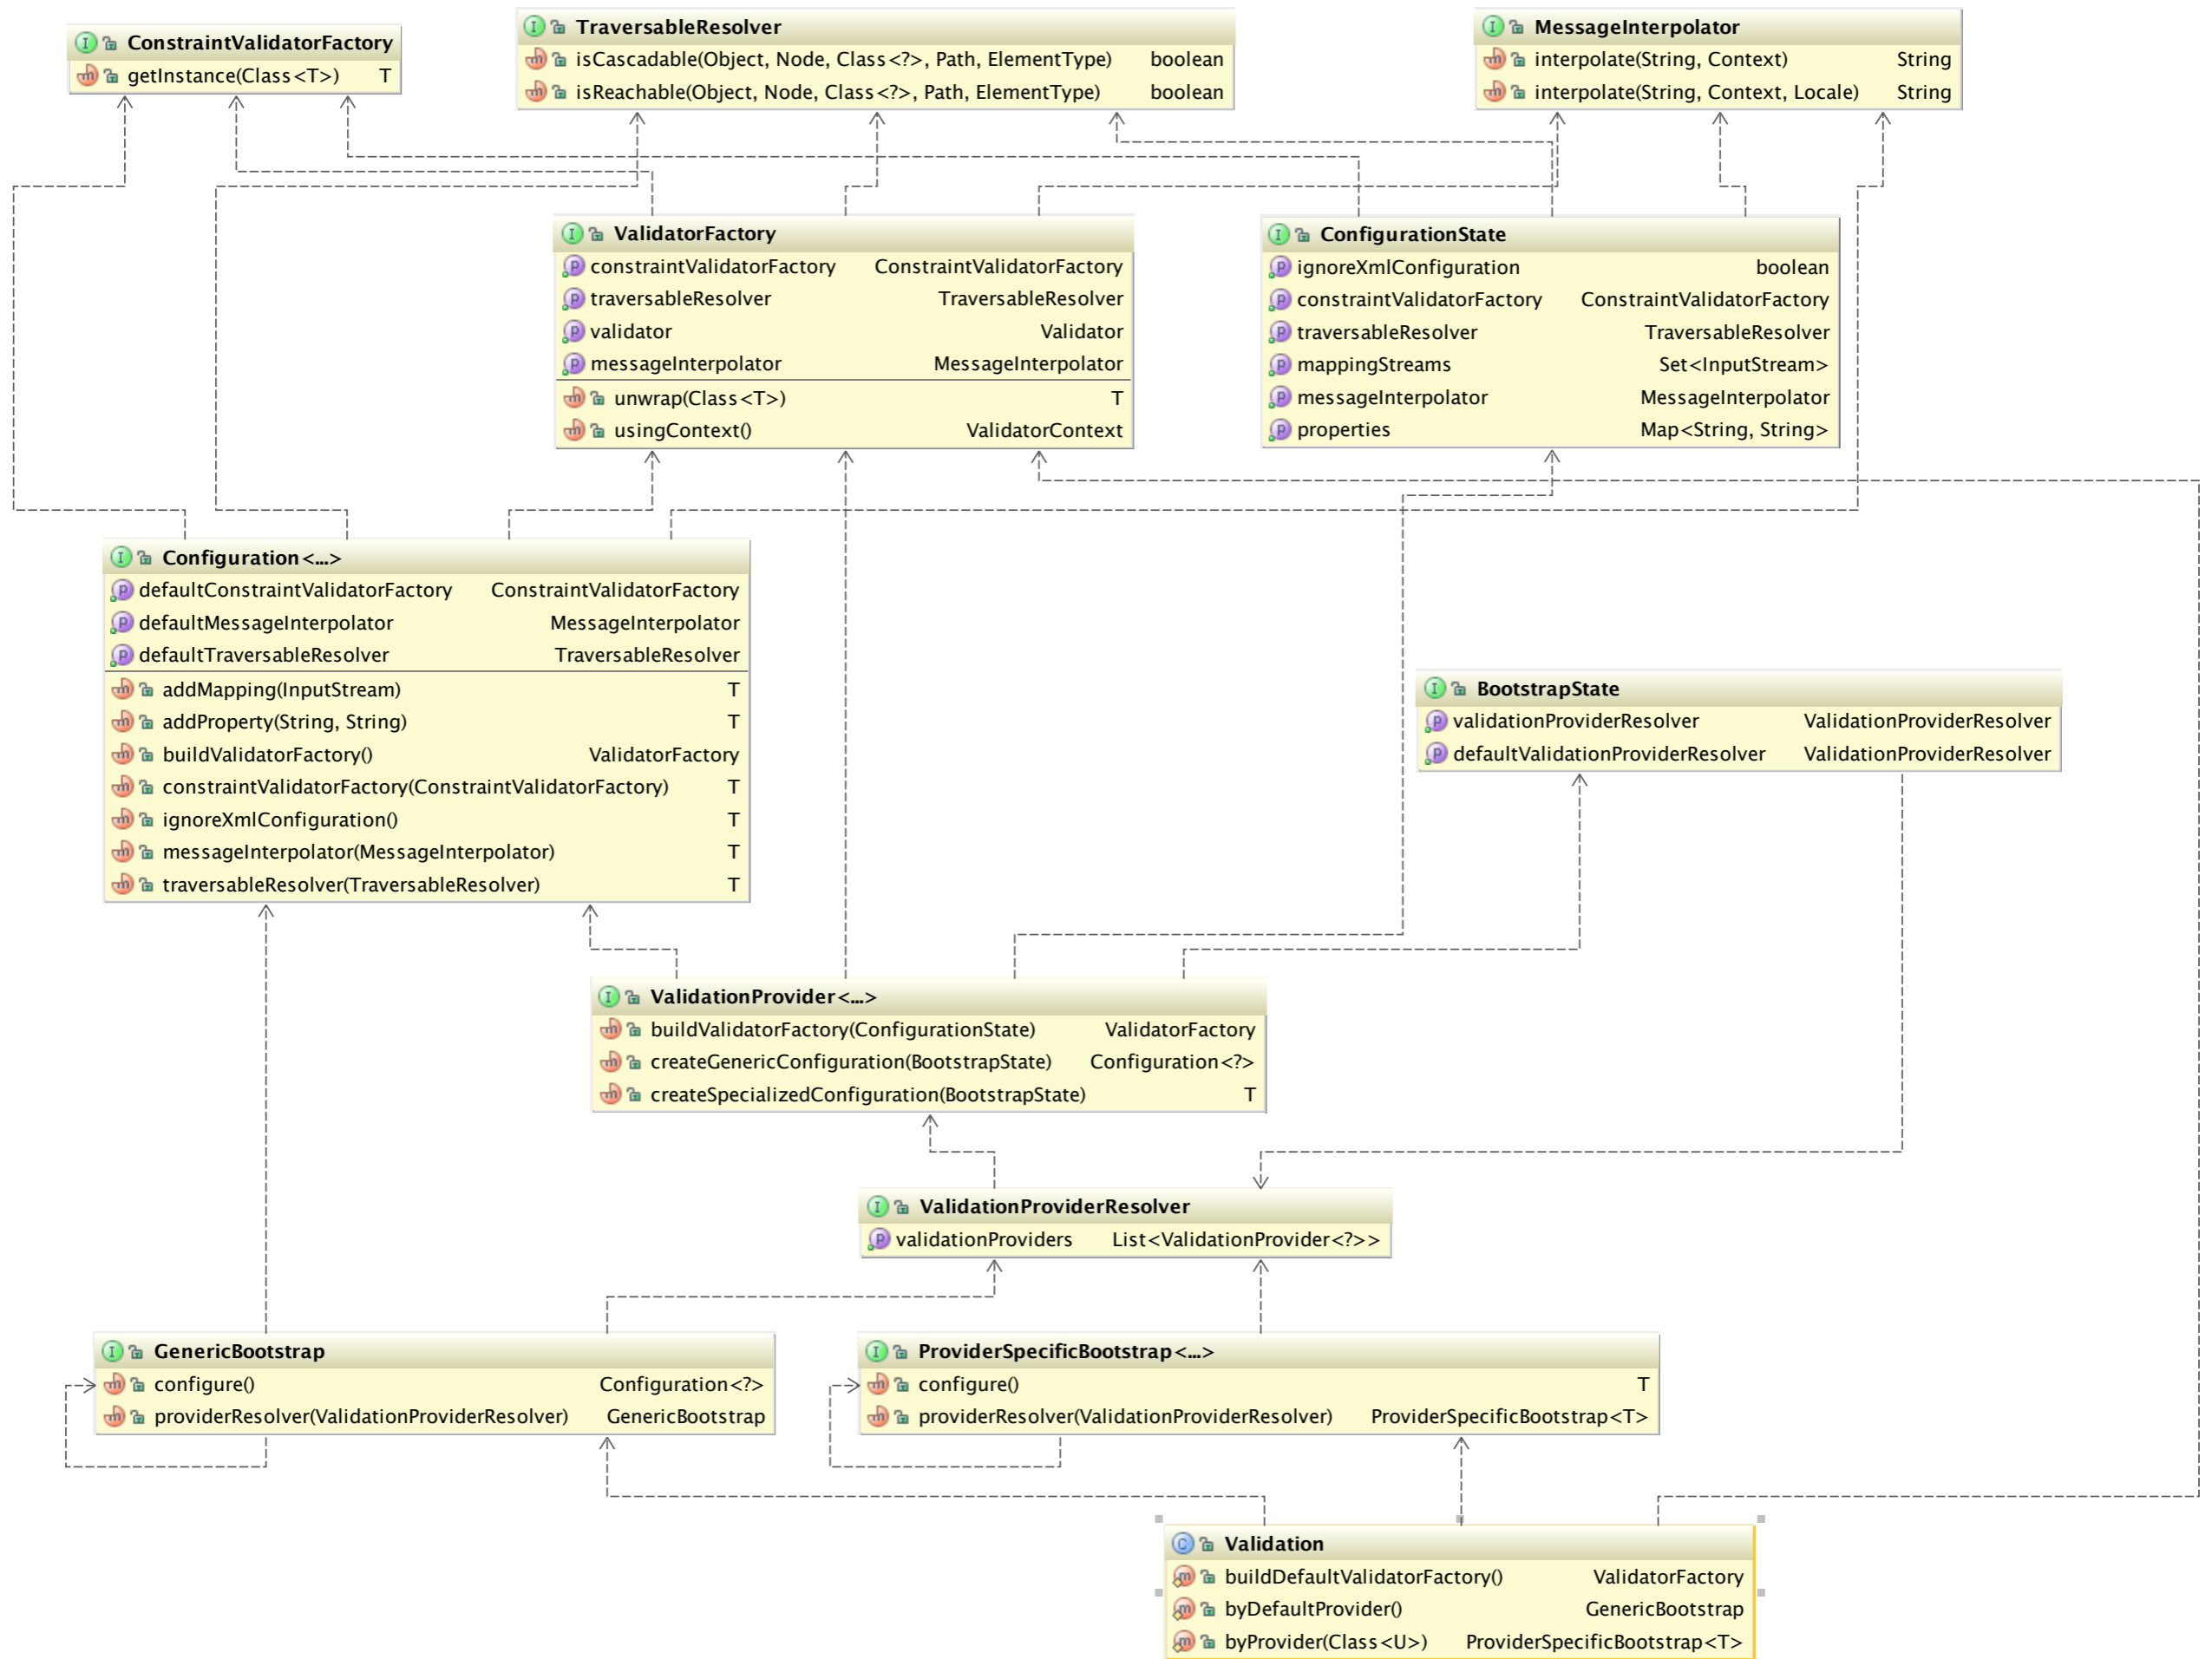 ConstraintValidatorFactory
getInstance(Class<T>) T
TraversableResolver
isCascadable(Object, Node, Class<?>, Path, ElementType) boolean
isReachable(Object, Node, Class<?>, Path, ElementType) boolean
MessageInterpolator
interpolate(String, Context) String
interpolate(String, Context, Locale) String
ValidatorFactory
constraintValidatorFactory ConstraintValidatorFactory
traversableResolver TraversableResolver
validator Validator
messageInterpolator MessageInterpolator
unwrap(Class<T>) T
usingContext() ValidatorContext
ConfigurationState
ignoreXmlConfiguration boolean
constraintValidatorFactory ConstraintValidatorFactory
traversableResolver TraversableResolver
mappingStreams Set<InputStream>
messageInterpolator MessageInterpolator
properties Map<String, String>
Configuration<...>
defaultConstraintValidatorFactory ConstraintValidatorFactory
defaultMessageInterpolator MessageInterpolator
defaultTraversableResolver TraversableResolver
addMapping(InputStream) T
addProperty(String, String) T
buildValidatorFactory() ValidatorFactory
constraintValidatorFactory(ConstraintValidatorFactory) T
ignoreXmlConfiguration() T
messageInterpolator(MessageInterpolator) T
traversableResolver(TraversableResolver) T
BootstrapState
validationProviderResolver ValidationProviderResolver
defaultValidationProviderResolver ValidationProviderResolver
ValidationProvider<...>
buildValidatorFactory(ConfigurationState) ValidatorFactory
createGenericConfiguration(BootstrapState) Configuration<?>
createSpecializedConfiguration(BootstrapState) T
ValidationProviderResolver
validationProviders List<ValidationProvider<?>>
GenericBootstrap
configure() Configuration<?>
providerResolver(ValidationProviderResolver) GenericBootstrap
ProviderSpecificBootstrap<...>
configure() T
providerResolver(ValidationProviderResolver) ProviderSpecificBootstrap<T>
Validation
buildDefaultValidatorFactory() ValidatorFactory
byDefaultProvider() GenericBootstrap
byProvider(Class<U>) ProviderSpecificBootstrap<T>